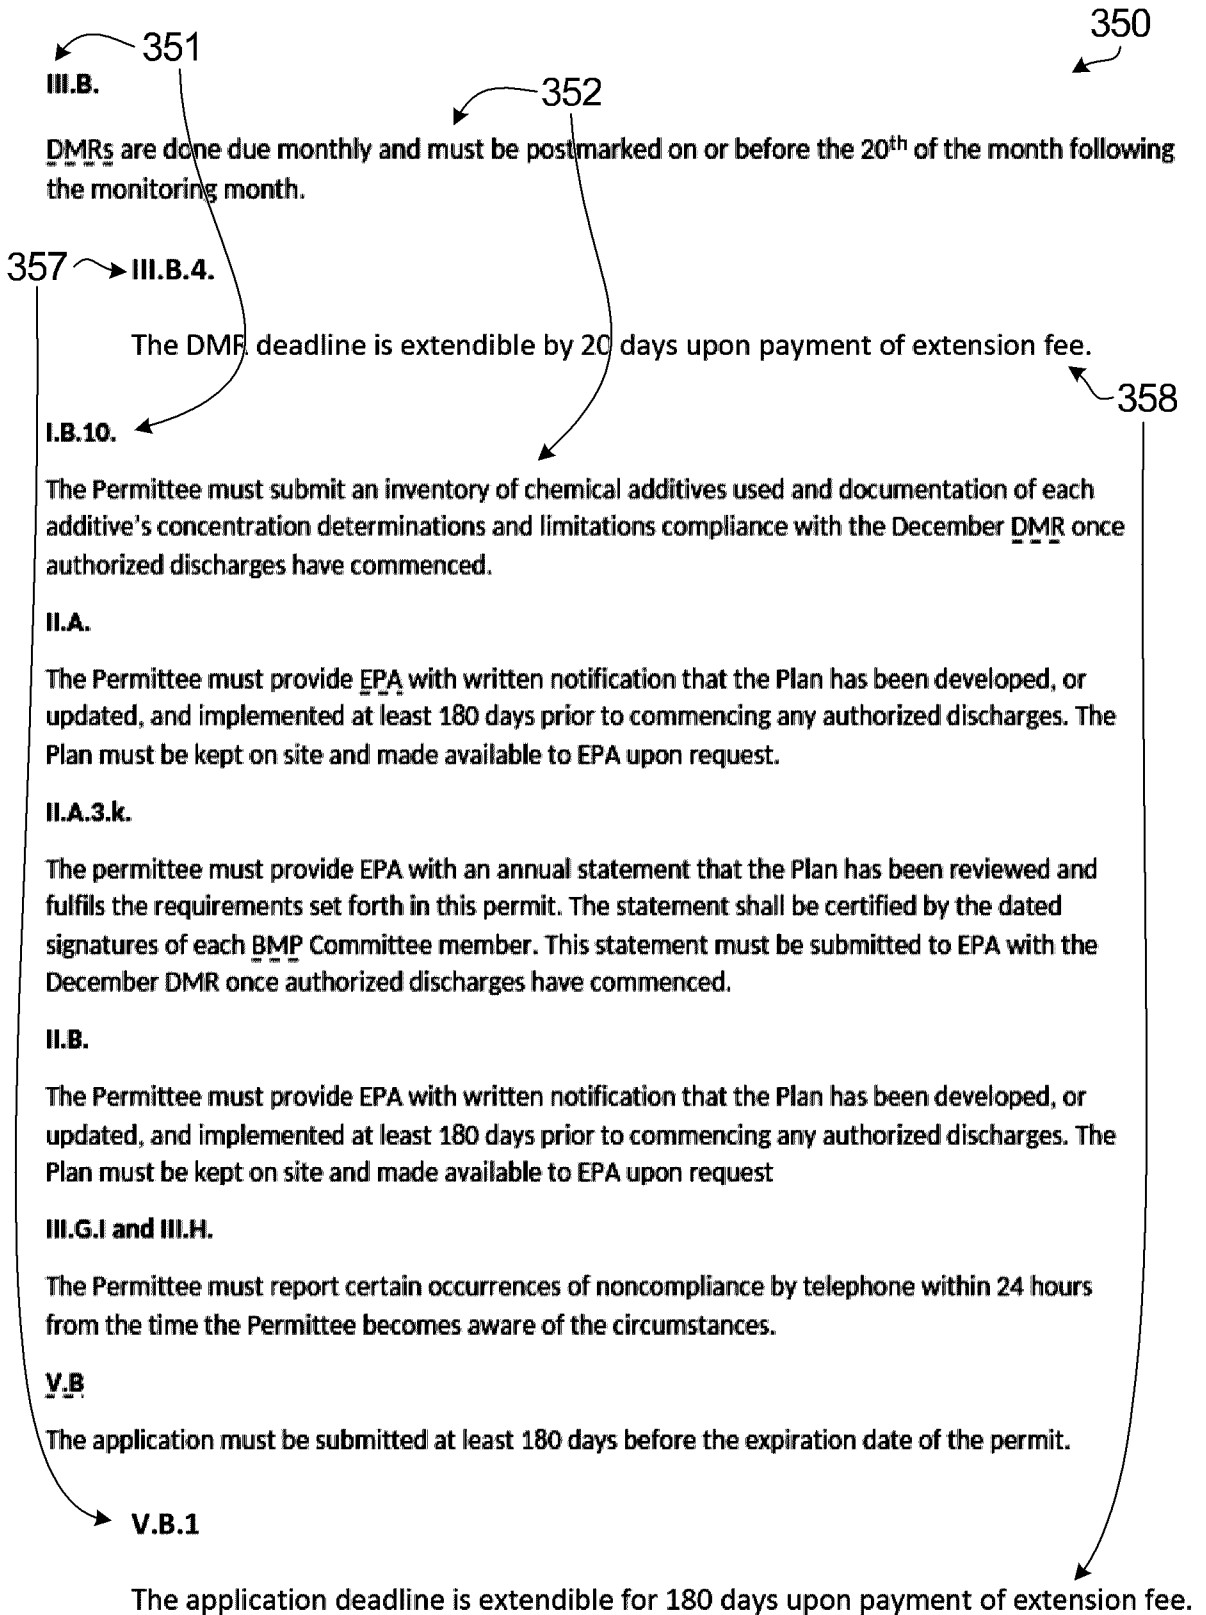 350
351
III.B.
352
DMRs are done due monthly and must be postmarked on or before the 20th of the month following
the monitoring month.
357
III.B.4.
The DMR deadline is extendible by 20 days upon payment of extension fee.
358
I.B.10.
The Permittee must submit an inventory of chemical additives used and documentation of each
additive's concentration determinations and limitations compliance with the December DMR once
authorized discharges have commenced.
II.A.
The Permittee must provide EPA with written notification that the Plan has been developed, or
updated, and implemented at least 180 days prior to commencing any authorized discharges. The
Plan must be kept on site and made available to EPA upon request.
II.A.3.k.
The permittee must provide EPA with an annual statement that the Plan has been reviewed and
fulfils the requirements set forth in this permit. The statement shall be certified by the dated
signatures of each BMP Committee member. This statement must be submitted to EPA with the
December DMR once authorized discharges have commenced.
II.B.
The Permittee must provide EPA with written notification that the Plan has been developed, or
updated, and implemented at least 180 days prior to commencing any authorized discharges. The
Plan must be kept on site and made available to EPA upon request
III.G.I and III.H.
The Permittee must report certain occurrences of noncompliance by telephone within 24 hours
from the time the Permittee becomes aware of the circumstances.
V.B
The application must be submitted at least 180 days before the expiration date of the permit.
V.B.1
The application deadline is extendible for 180 days upon payment of extension fee.